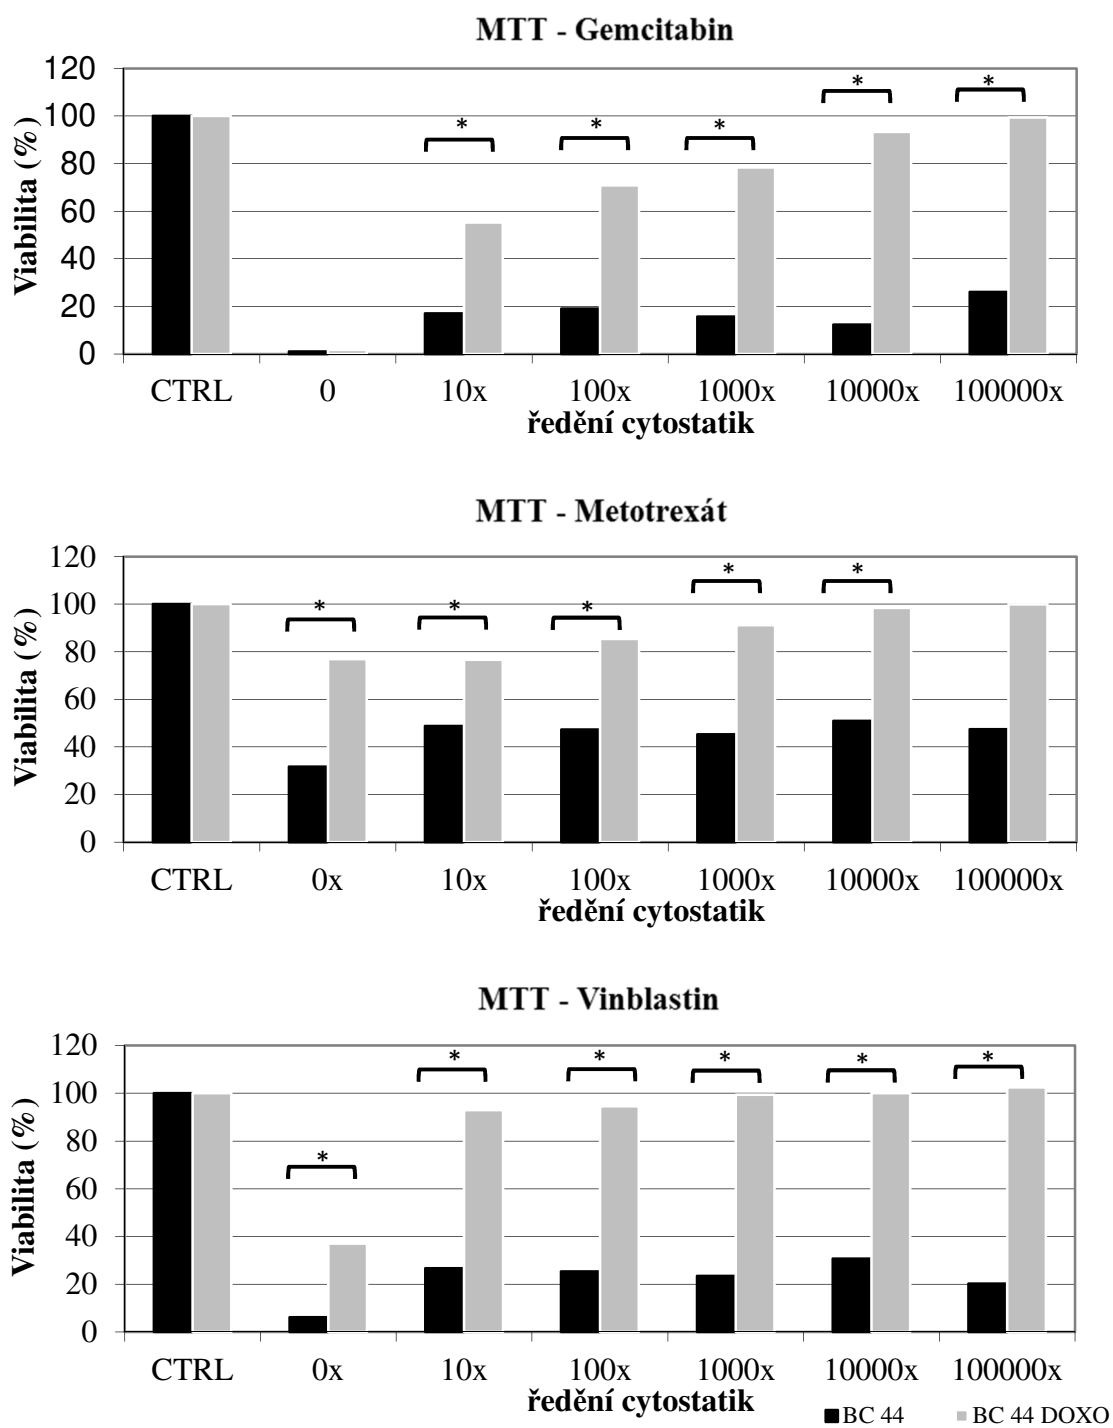 MTT - Gemcitabin
Viabilita (%)
120
100
80
60
40
20
0
* * * * *
CTRL 0 10x 100x 1000x 10000x 100000x
ředění cytostatik
MTT - Metotrexát
Viabilita (%)
120
100
80
60
40
20
0
* * * * *
CTRL 0x 10x 100x 1000x 10000x 100000x
ředění cytostatik
MTT - Vinblastin
Viabilita (%)
120
100
80
60
40
20
0
* * * * * *
CTRL 0x 10x 100x 1000x 10000x 100000x
ředění cytostatik
BC 44 BC 44 DOXO